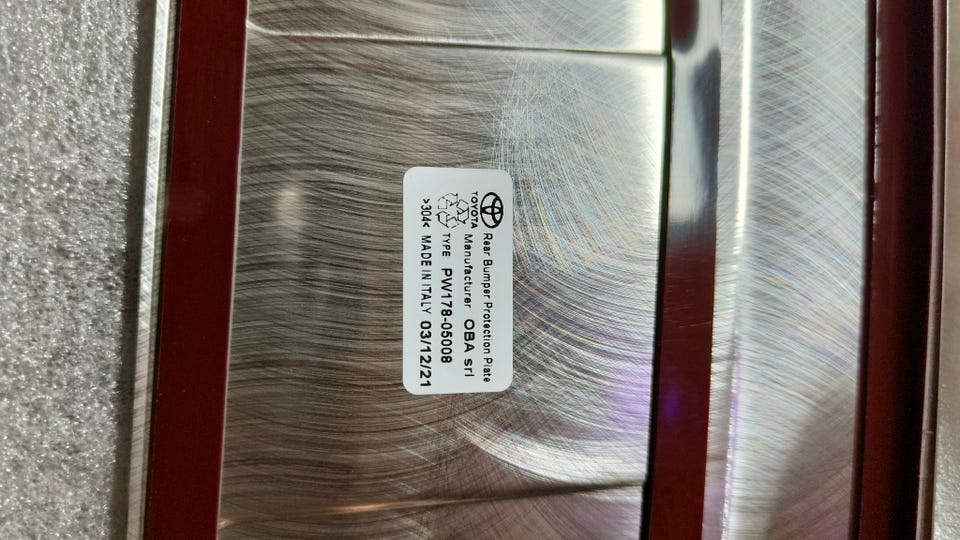 Rear Bumper Protection Plate
TOYOTA Manufacturer OBA srl
TYPE PW178-05008
>304< MADE IN ITALY 03/12/21